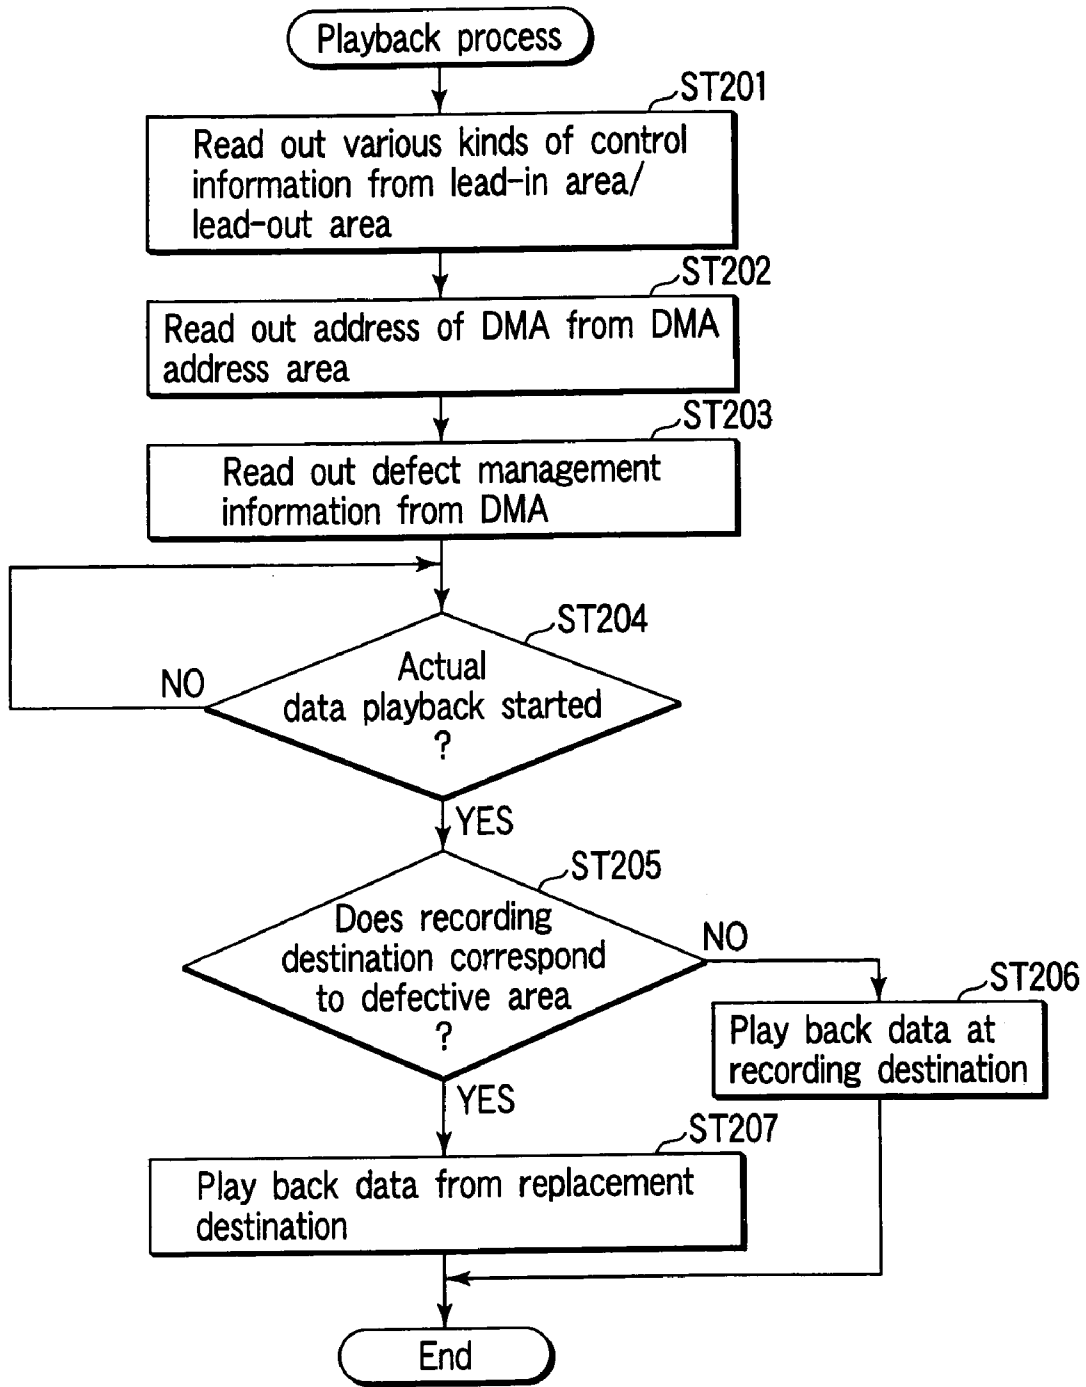 Playback process
ST201
Read out various kinds of control
information from lead-in area/
lead-out area
ST202
Read out address of DMA from DMA
address area
ST203
Read out defect management
information from DMA
ST204
Actual
data playback started
?
NO
YES
ST205
Does recording
destination correspond
to defective area
?
NO
ST206
Play back data at
recording destination
YES
ST207
Play back data from replacement
destination
End